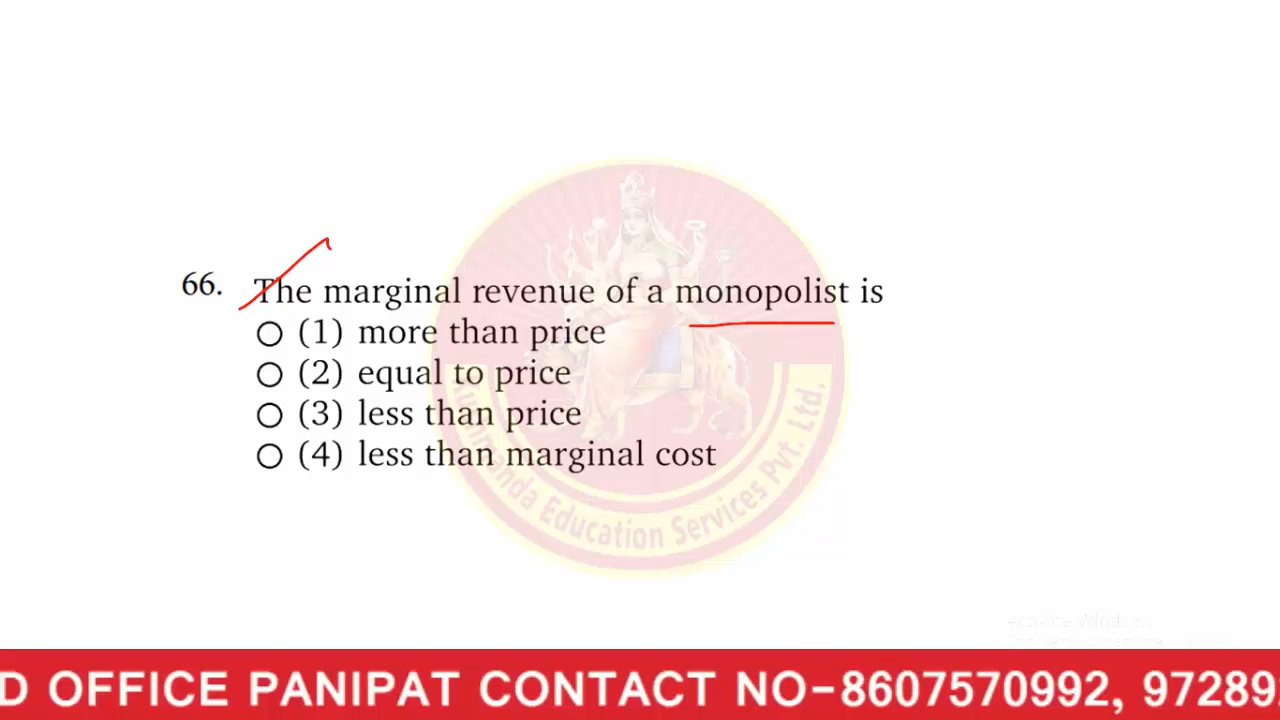 66. The marginal revenue of a monopolist is
(1) more than price
(2) equal to price
(3) less than price
(4) less than marginal cost
Education Services Pvt. Ltd.
D OFFICE PANIPAT CONTACT NO-8607570992, 97289